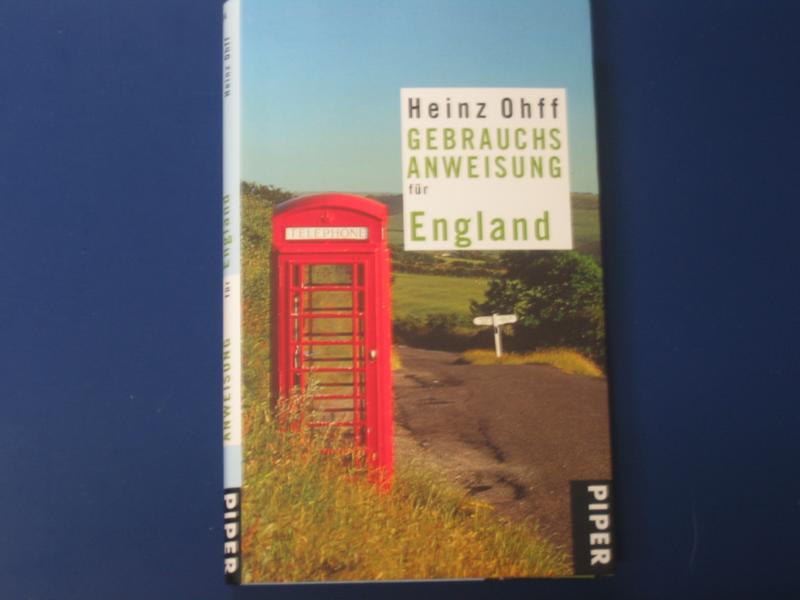 Heinz Ohff
GEBRAUCHS
ANWEISUNG
für
England
TELEPHONE
PIPER
Heinz Ohff
ANWEISUNG für England
PIPER